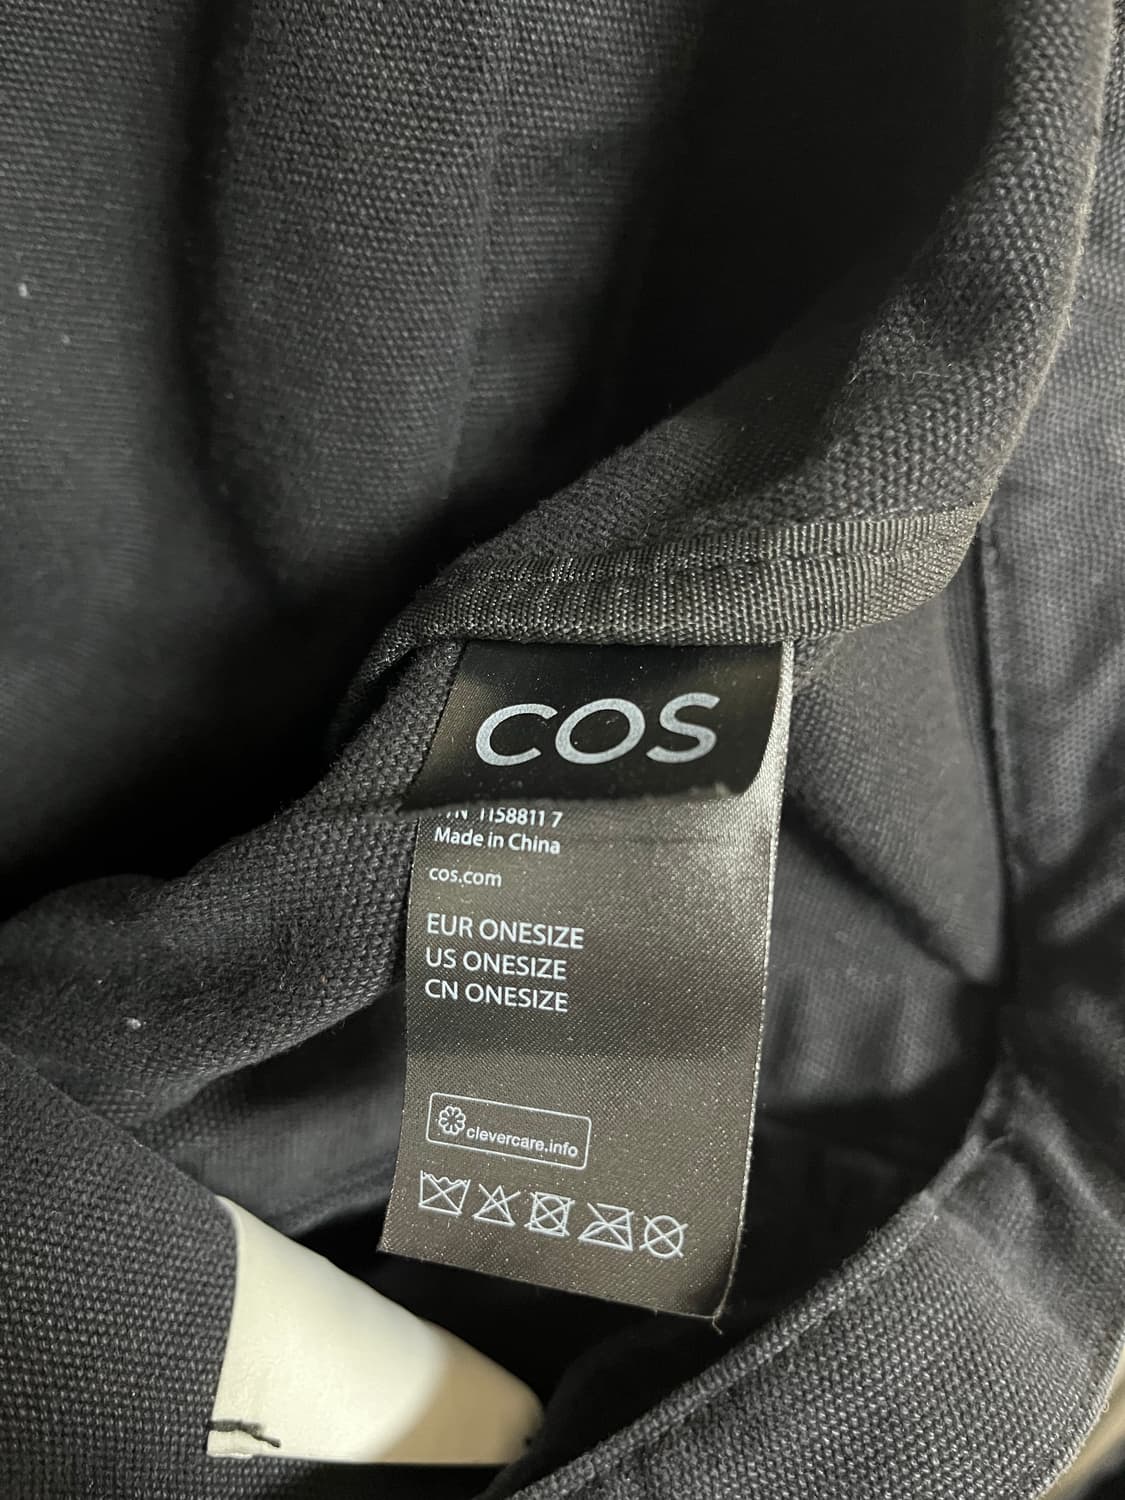 COS
1158811 7
Made in China
cos.com
EUR ONESIZE
US ONESIZE
CN ONESIZE
clevercare.info